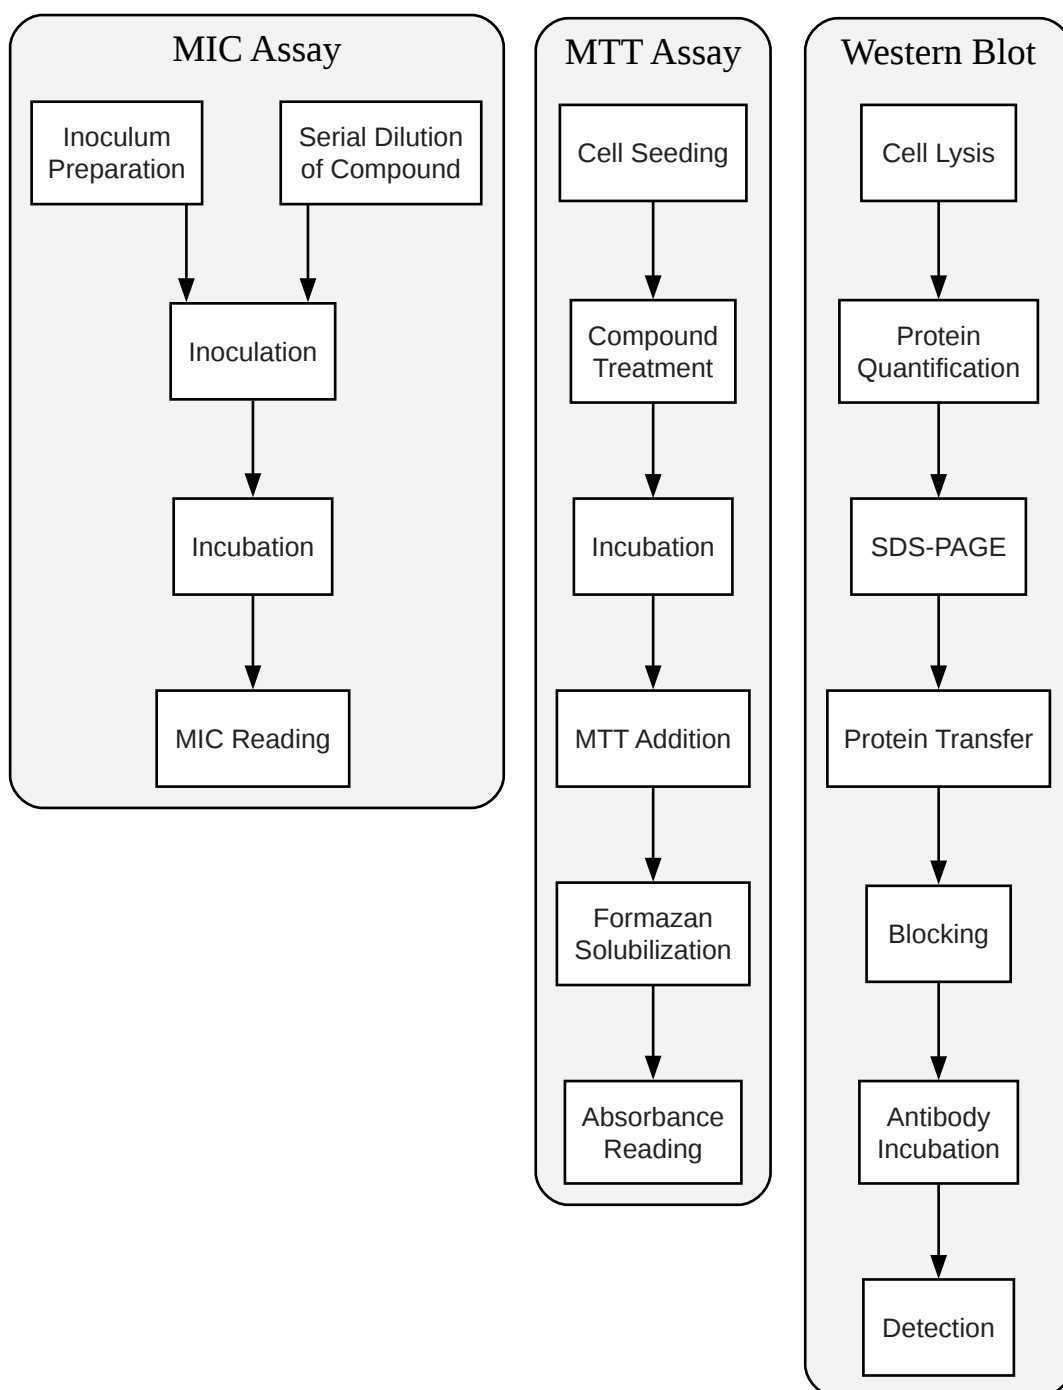 MIC Assay
Inoculum
Preparation
Serial Dilution
of Compound
Inoculation
Incubation
MIC Reading
MTT Assay
Cell Seeding
Compound
Treatment
Incubation
MTT Addition
Formazan
Solubilization
Absorbance
Reading
Western Blot
Cell Lysis
Protein
Quantification
SDS-PAGE
Protein Transfer
Blocking
Antibody
Incubation
Detection